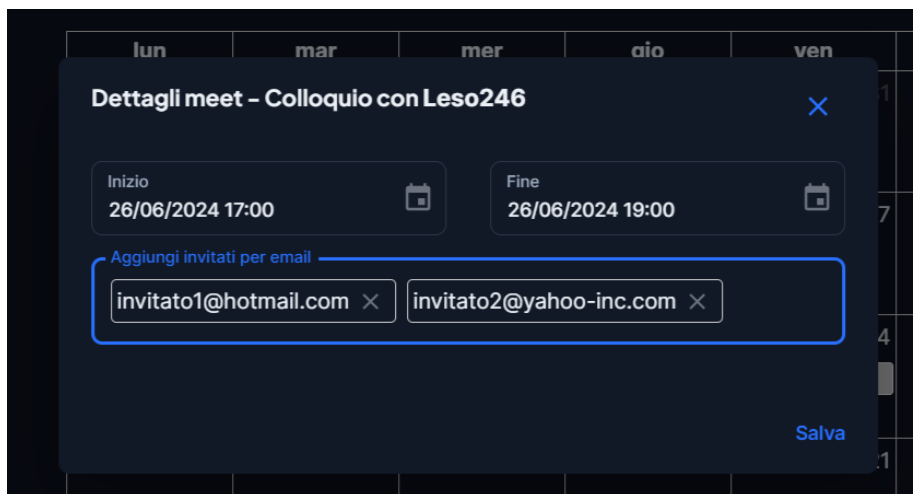 lun mar mer gio ven
Dettagli meet – Colloquio con Leso246
Inizio
26/06/2024 17:00
Fine
26/06/2024 19:00
Aggiungi invitati per email
invitato1@hotmail.com
invitato2@yahoo-inc.com
Salva